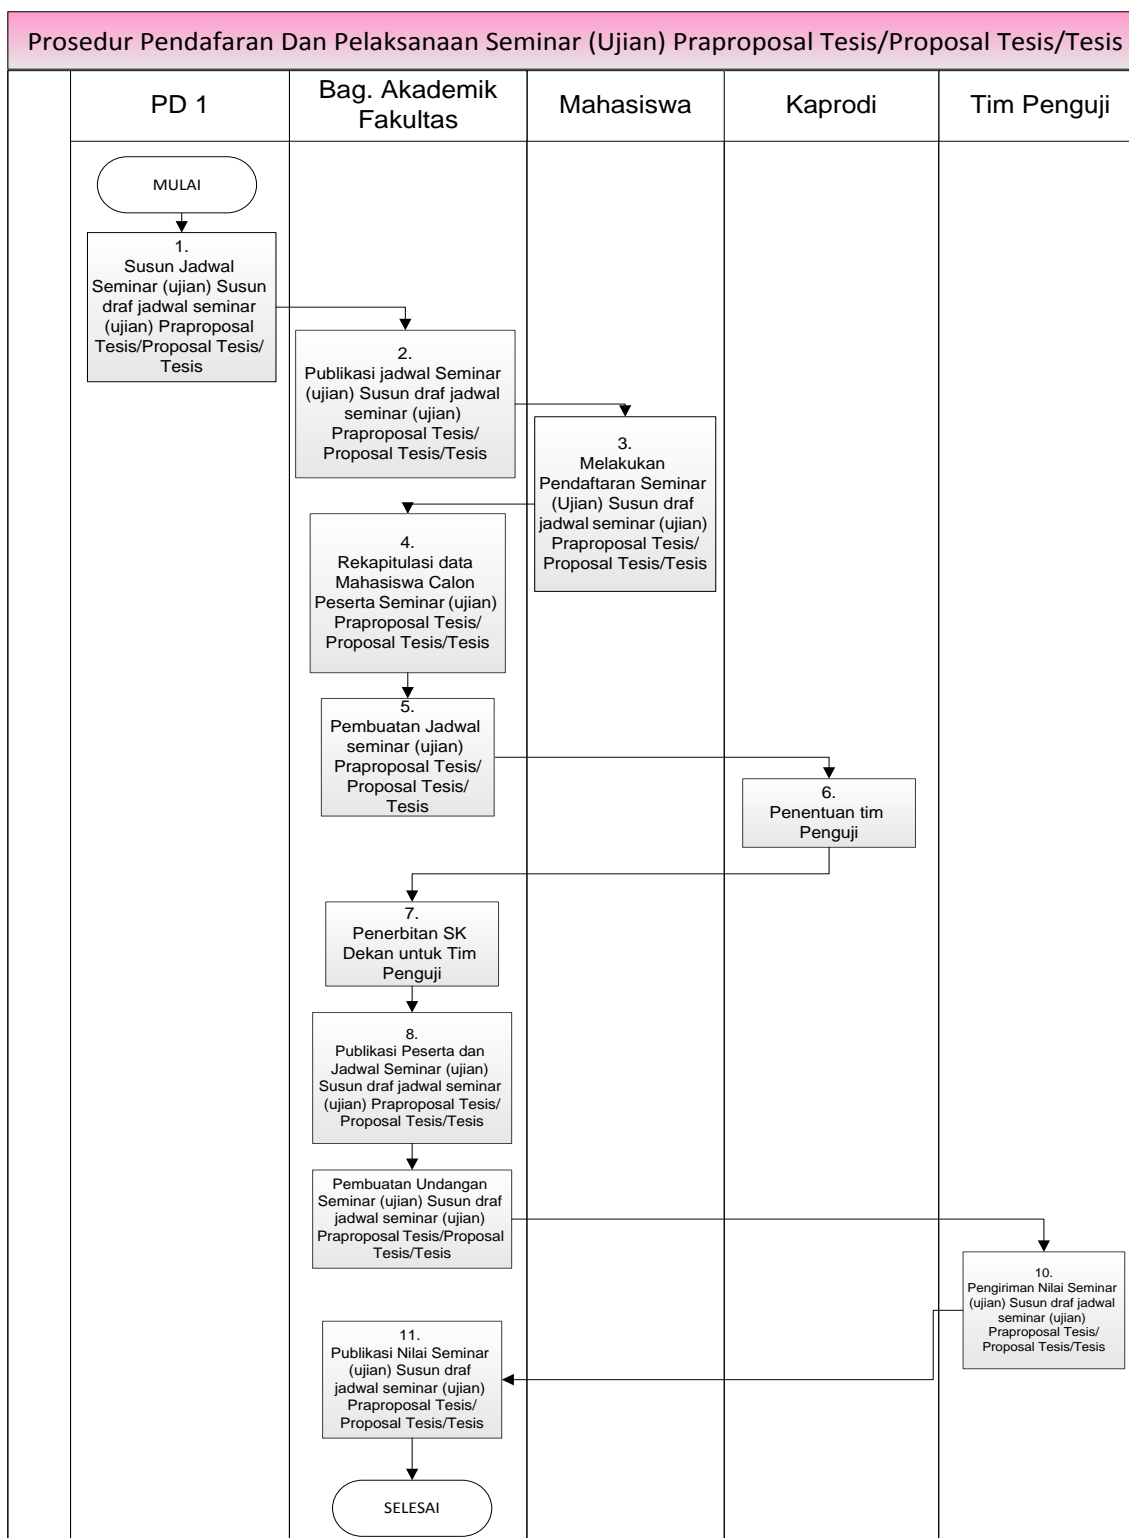 Prosedur Pendafaran Dan Pelaksanaan Seminar (Ujian) Praproposal Tesis/Proposal Tesis/Tesis
PD 1
Bag. Akademik
Fakultas
Mahasiswa
Kaprodi
Tim Penguji
MULAI
1.
Susun Jadwal
Seminar (ujian) Susun
draf jadwal seminar
(ujian) Praproposal
Tesis/Proposal Tesis/
Tesis
2.
Publikasi jadwal Seminar
(ujian) Susun draf jadwal
seminar (ujian)
Praproposal Tesis/
Proposal Tesis/Tesis
3.
Melakukan
Pendaftaran Seminar
(Ujian) Susun draf
jadwal seminar (ujian)
Praproposal Tesis/
Proposal Tesis/Tesis
4.
Rekapitulasi data
Mahasiswa Calon
Peserta Seminar (ujian)
Praproposal Tesis/
Proposal Tesis/Tesis
5.
Pembuatan Jadwal
seminar (ujian)
Praproposal Tesis/
Proposal Tesis/
Tesis
6.
Penentuan tim
Penguji
7.
Penerbitan SK
Dekan untuk Tim
Penguji
8.
Publikasi Peserta dan
Jadwal Seminar (ujian)
Susun draf jadwal seminar
(ujian) Praproposal Tesis/
Proposal Tesis/Tesis
Pembuatan Undangan
Seminar (ujian) Susun draf
jadwal seminar (ujian)
Praproposal Tesis/Proposal
Tesis/Tesis
10.
Pengiriman Nilai Seminar
(ujian) Susun draf jadwal
seminar (ujian)
Praproposal Tesis/
Proposal Tesis/Tesis
11.
Publikasi Nilai Seminar
(ujian) Susun draf
jadwal seminar (ujian)
Praproposal Tesis/
Proposal Tesis/Tesis
SELESAI